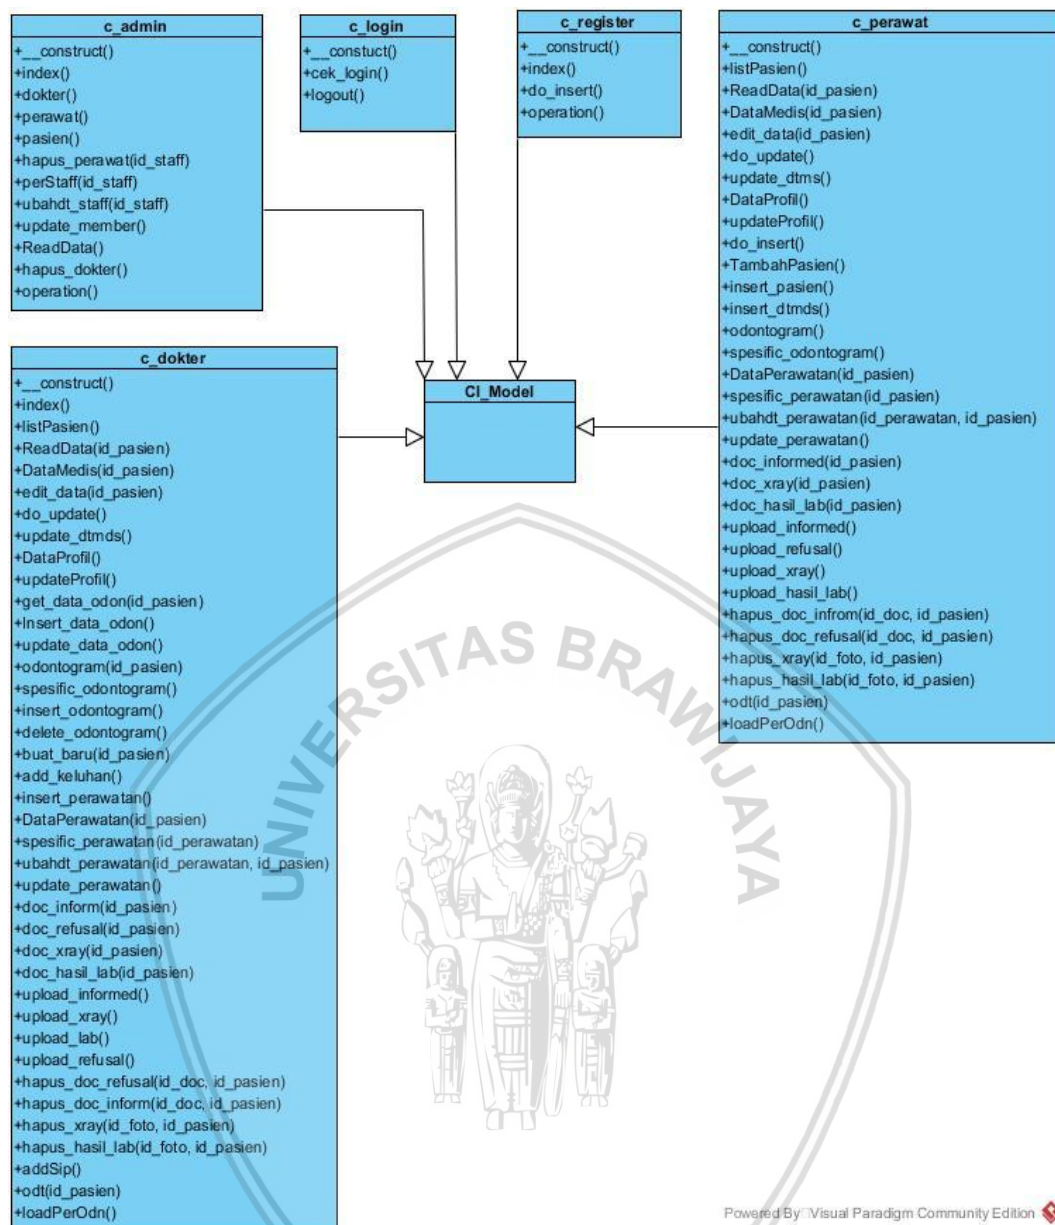 c_admin
+__construct()
+index()
+dokter()
+perawat()
+pasien()
+hapus_perawat(id_staff)
+perStaff(id_staff)
+ubahdt_staff(id_staff)
+update_member()
+ReadData()
+hapus_dokter()
+operation()
c_login
+__constuct()
+cek_login()
+logout()
c_register
+__construct()
+index()
+do_insert()
+operation()
c_perawat
+__construct()
+listPasien()
+ReadData(id_pasien)
+DataMedis(id_pasien)
+edit_data(id_pasien)
+do_update()
+update_dtms()
+DataProfil()
+updateProfil()
+do_insert()
+TambahPasien()
+insert_pasien()
+insert_dtmds()
+odontogram()
+spesific_odontogram()
+DataPerawatan(id_pasien)
+spesific_perawatan(id_pasien)
+ubahdt_perawatan(id_perawatan, id_pasien)
+update_perawatan()
+doc_informed(id_pasien)
+doc_xray(id_pasien)
+doc_hasil_lab(id_pasien)
+upload_informed()
+upload_refusal()
+upload_xray()
+upload_hasil_lab()
+hapus_doc_infrom(id_doc, id_pasien)
+hapus_doc_refusal(id_doc, id_pasien)
+hapus_xray(id_foto, id_pasien)
+hapus_hasil_lab(id_foto, id_pasien)
+odt(id_pasien)
+loadPerOdn()
c_dokter
+__construct()
+index()
+listPasien()
+ReadData(id_pasien)
+DataMedis(id_pasien)
+edit_data(id_pasien)
+do_update()
+update_dtmds()
+DataProfil()
+updateProfil()
+get_data_odon(id_pasien)
+Insert_data_odon()
+update_data_odon()
+odontogram(id_pasien)
+spesific_odontogram()
+insert_odontogram()
+delete_odontogram()
+buat_baru(id_pasien)
+add_keluhan()
+insert_perawatan()
+DataPerawatan(id_pasien)
+spesific_perawatan(id_perawatan)
+ubahdt_perawatan(id_perawatan, id_pasien)
+update_perawatan()
+doc_inform(id_pasien)
+doc_refusal(id_pasien)
+doc_xray(id_pasien)
+doc_hasil_lab(id_pasien)
+upload_informed()
+upload_xray()
+upload_lab()
+upload_refusal()
+hapus_doc_refusal(id_doc, id_pasien)
+hapus_doc_inform(id_doc, id_pasien)
+hapus_xray(id_foto, id_pasien)
+hapus_hasil_lab(id_foto, id_pasien)
+addSip()
+odt(id_pasien)
+loadPerOdn()
CI_Model
UNIVERSITAS BRAWIJAYA
Powered By Visual Paradigm Community Edition